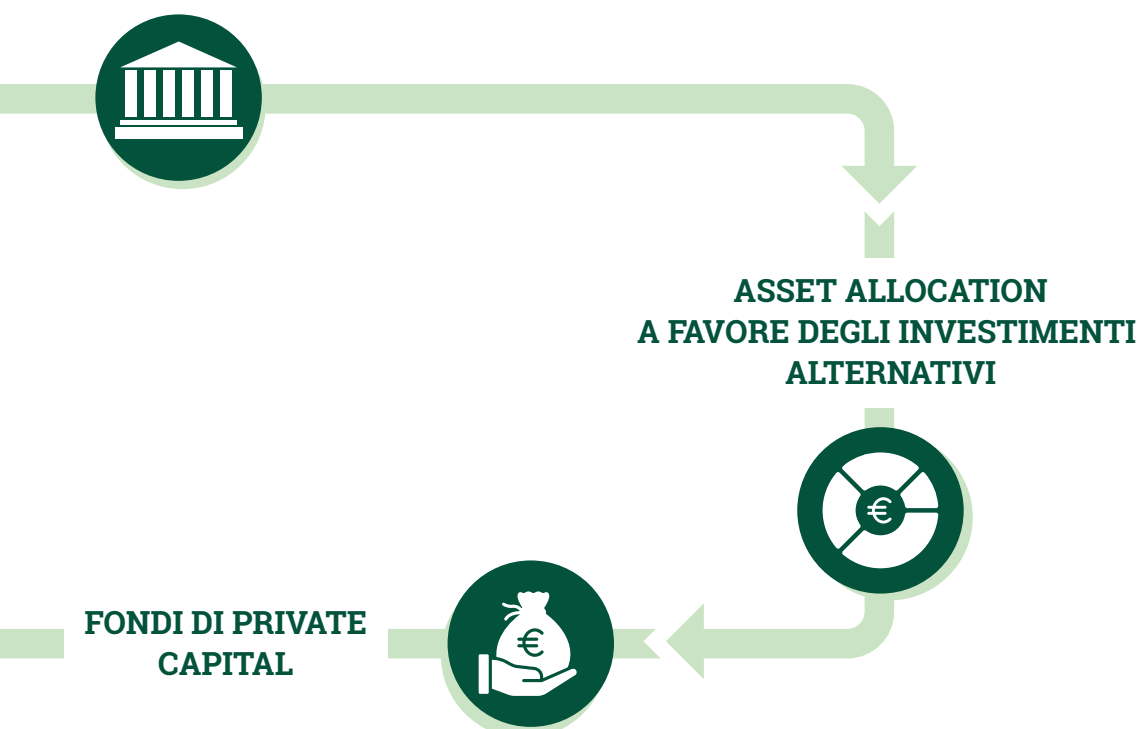 ASSET ALLOCATION
A FAVORE DEGLI INVESTIMENTI
ALTERNATIVI
€
€
FONDI DI PRIVATE
CAPITAL